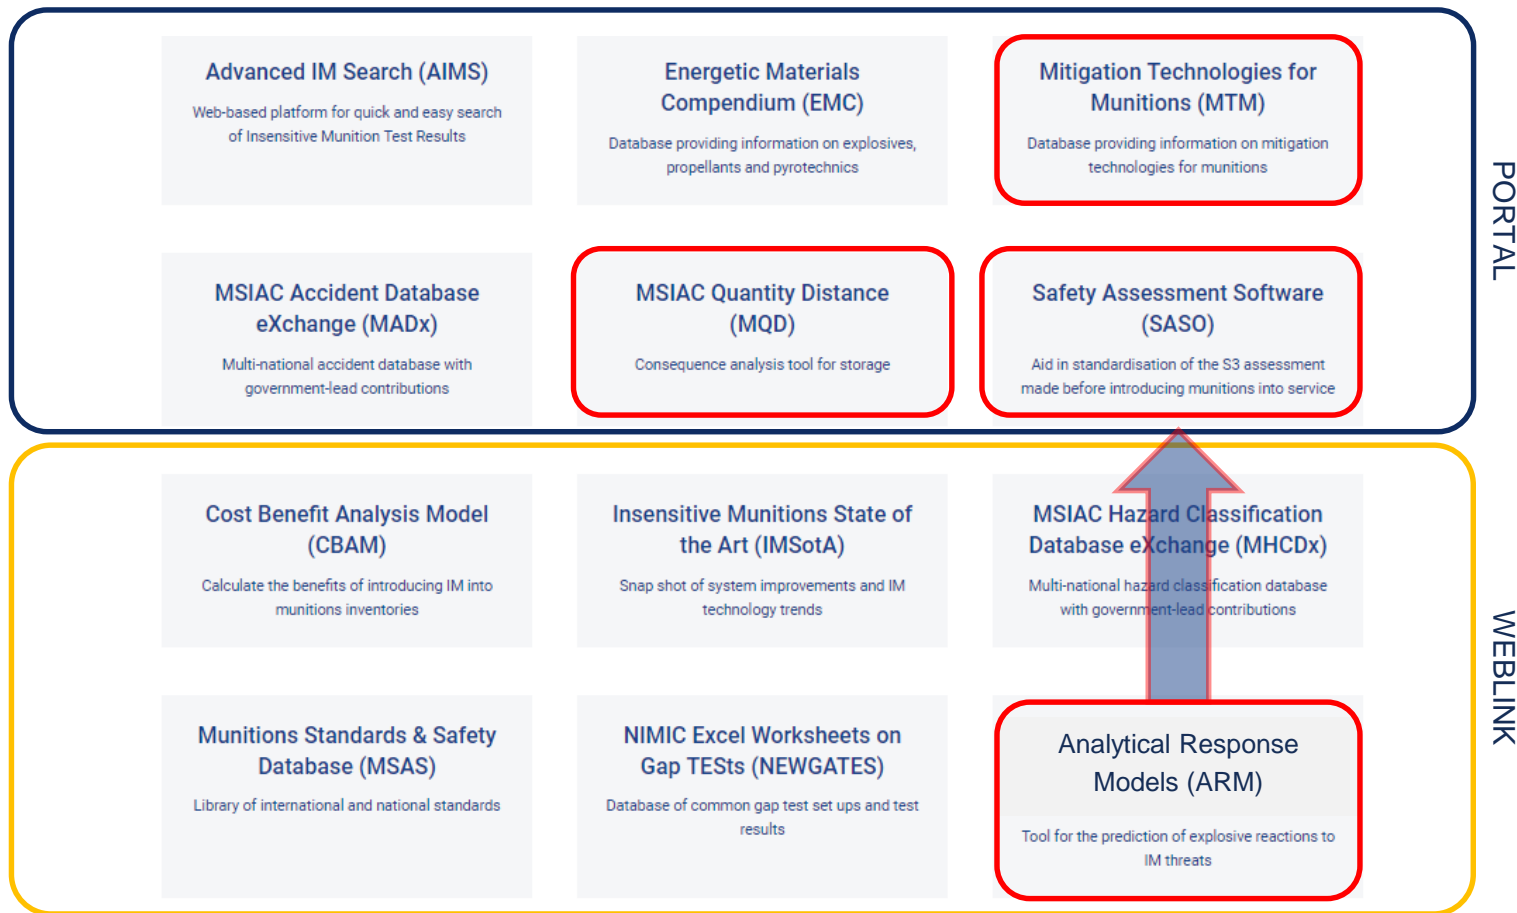 Advanced IM Search (AIMS)
Web-based platform for quick and easy search
of Insensitive Munition Test Results
Energetic Materials
Compendium (EMC)
Database providing information on explosives,
propellants and pyrotechnics
Mitigation Technologies for
Munitions (MTM)
Database providing information on mitigation
technologies for munitions
MSIAC Accident Database
eXchange (MADx)
Multi-national accident database with
government-lead contributions
MSIAC Quantity Distance
(MQD)
Consequence analysis tool for storage
Safety Assessment Software
(SASO)
Aid in standardisation of the S3 assessment
made before introducing munitions into service
PORTAL
Cost Benefit Analysis Model
(CBAM)
Calculate the benefits of introducing IM into
munitions inventories
Insensitive Munitions State of
the Art (IMSotA)
Snap shot of system improvements and IM
technology trends
MSIAC Hazard Classification
Database eXchange (MHCDx)
Multi-national hazard classification database
with government-lead contributions
Munitions Standards & Safety
Database (MSAS)
Library of international and national standards
NIMIC Excel Worksheets on
Gap TESts (NEWGATES)
Database of common gap test set ups and test
results
Analytical Response
Models (ARM)
Tool for the prediction of explosive reactions to
IM threats
WEBLINK